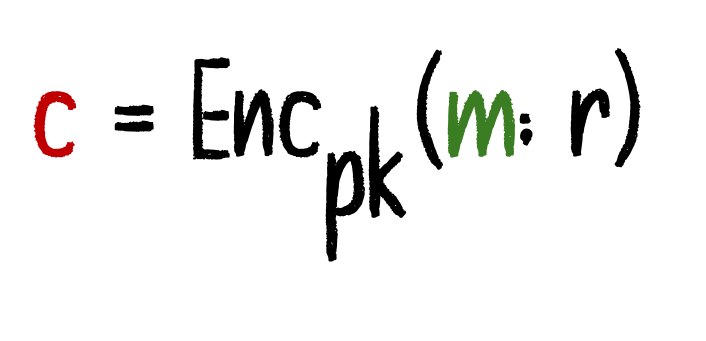 c = Enc_pk(m; r)